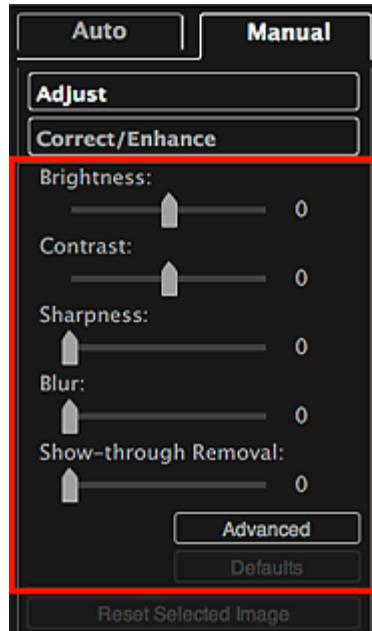 Auto Manual
Adjust
Correct/Enhance
Brightness:
0
Contrast:
0
Sharpness:
0
Blur:
0
Show-through Removal:
0
Advanced
Defaults
Reset Selected Image